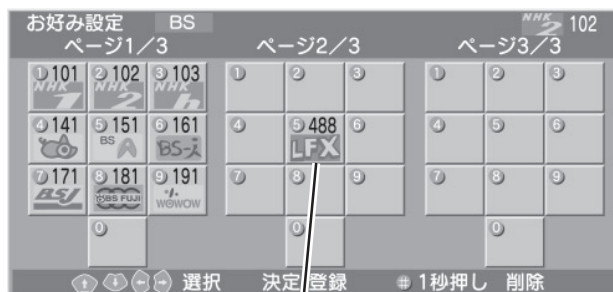 お好み設定 BS NHK 2 102
ページ1／3 ページ2／3 ページ3／3
① 101 ② 102 ③ 103 ① ② ③ ① ② ③
NHK 1 NHK 2 NHK h
④ 141 ⑤ 151 ⑥ 161 ④ ⑤ 488 ⑥ ④ ⑤ ⑥
BS A BS-i LFX
⑦ 171 ⑧ 181 ⑨ 191 ⑦ ⑧ ⑨ ⑦ ⑧ ⑨
BSJ BS FUJI WOWOW
⓪ ⓪ ⓪
選択 決定 登録 # 1秒押し 削除